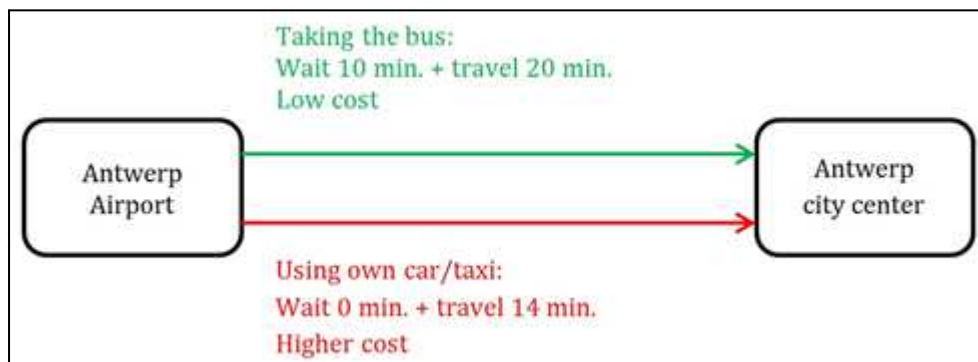 Taking the bus:
Wait 10 min. + travel 20 min.
Low cost
Antwerp
Airport
Antwerp
city center
Using own car/taxi:
Wait 0 min. + travel 14 min.
Higher cost